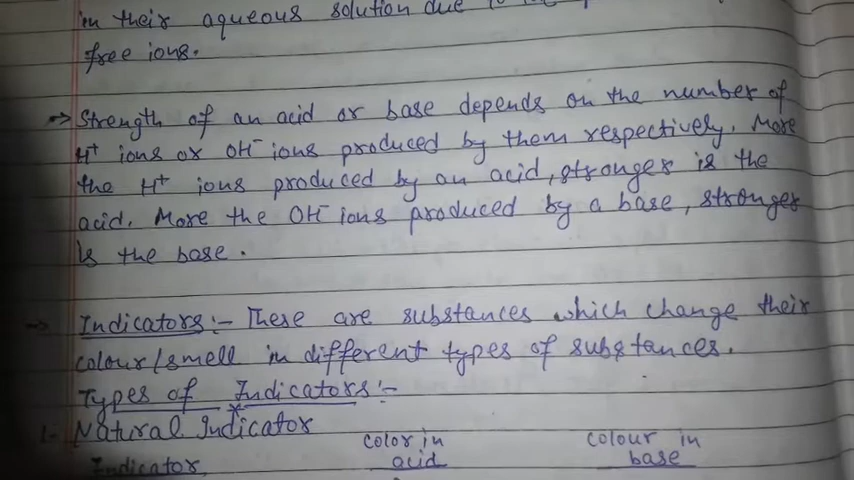 in their aqueous solution due to
free ions.
→ Strength of an acid or base depends on the number of
H+ ions or OH- ions produced by them respectively. More
the H+ ions produced by an acid, stronger is the
acid. More the OH- ions produced by a base, stronger
is the base.
→ Indicators :- These are substances which change their
colour/smell in different types of substances.
Types of Indicators :-
1- Natural Indicator
color in colour in
Indicator acid base